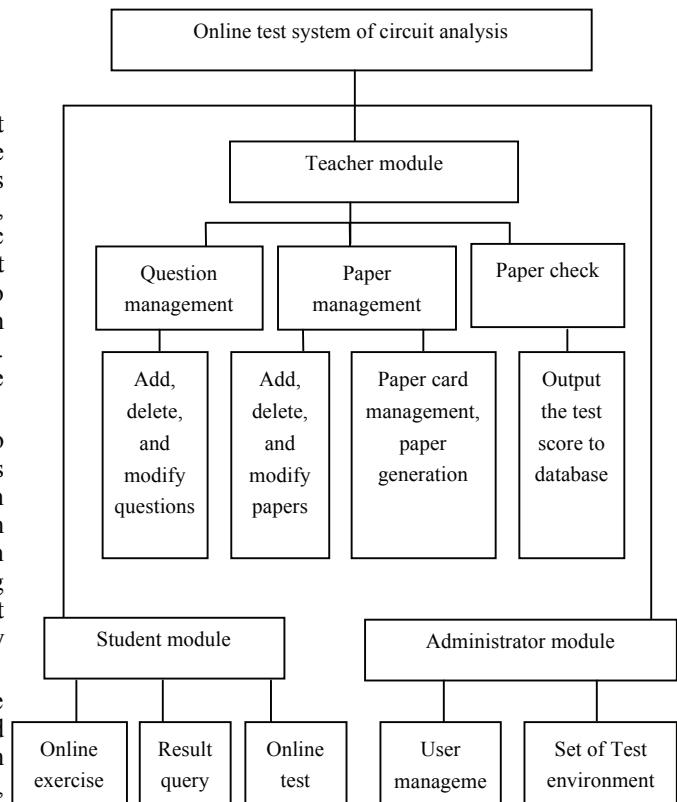 Online test system of circuit analysis
Teacher module
Question
management
Paper
management
Paper check
Add,
delete,
and
modify
questions
Add,
delete,
and
modify
papers
Paper card
management,
paper
generation
Output
the test
score to
database
Student module
Administrator module
Online
exercise
Result
query
Online
test
User
manageme
Set of Test
environment